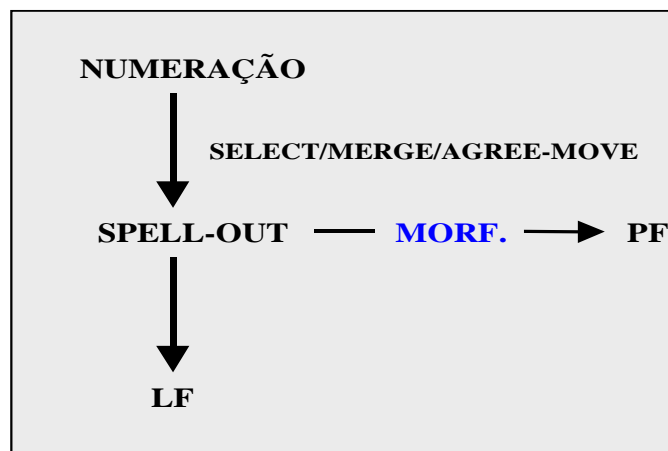 NUMERAÇÃO
SELECT/MERGE/AGREE-MOVE
SPELL-OUT MORF. PF
LF